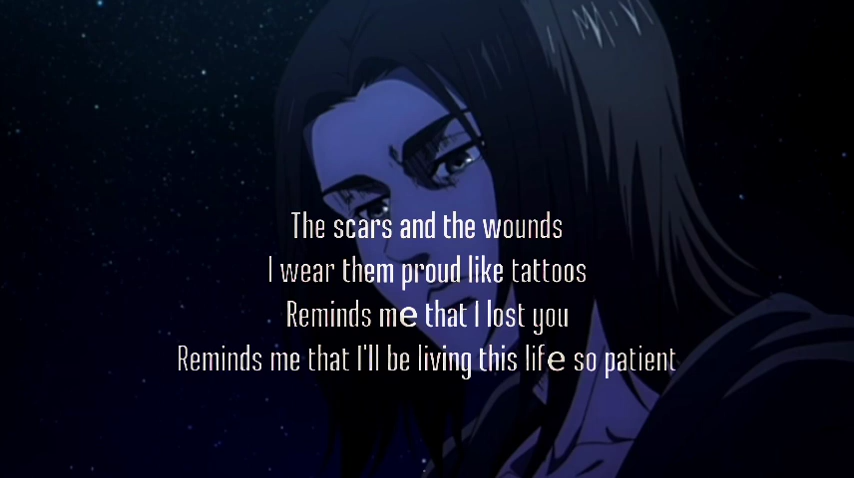 The scars and the wounds
I wear them proud like tattoos
Reminds me that I lost you
Reminds me that I'll be living this life so patient